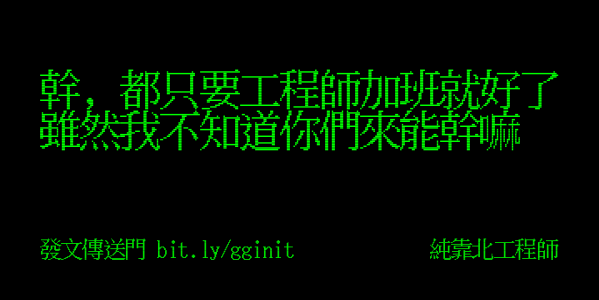 幹，都只要工程師加班就好了
雖然我不知道你們來能幹嘛
發文傳送門 bit.ly/gginit
純靠北工程師